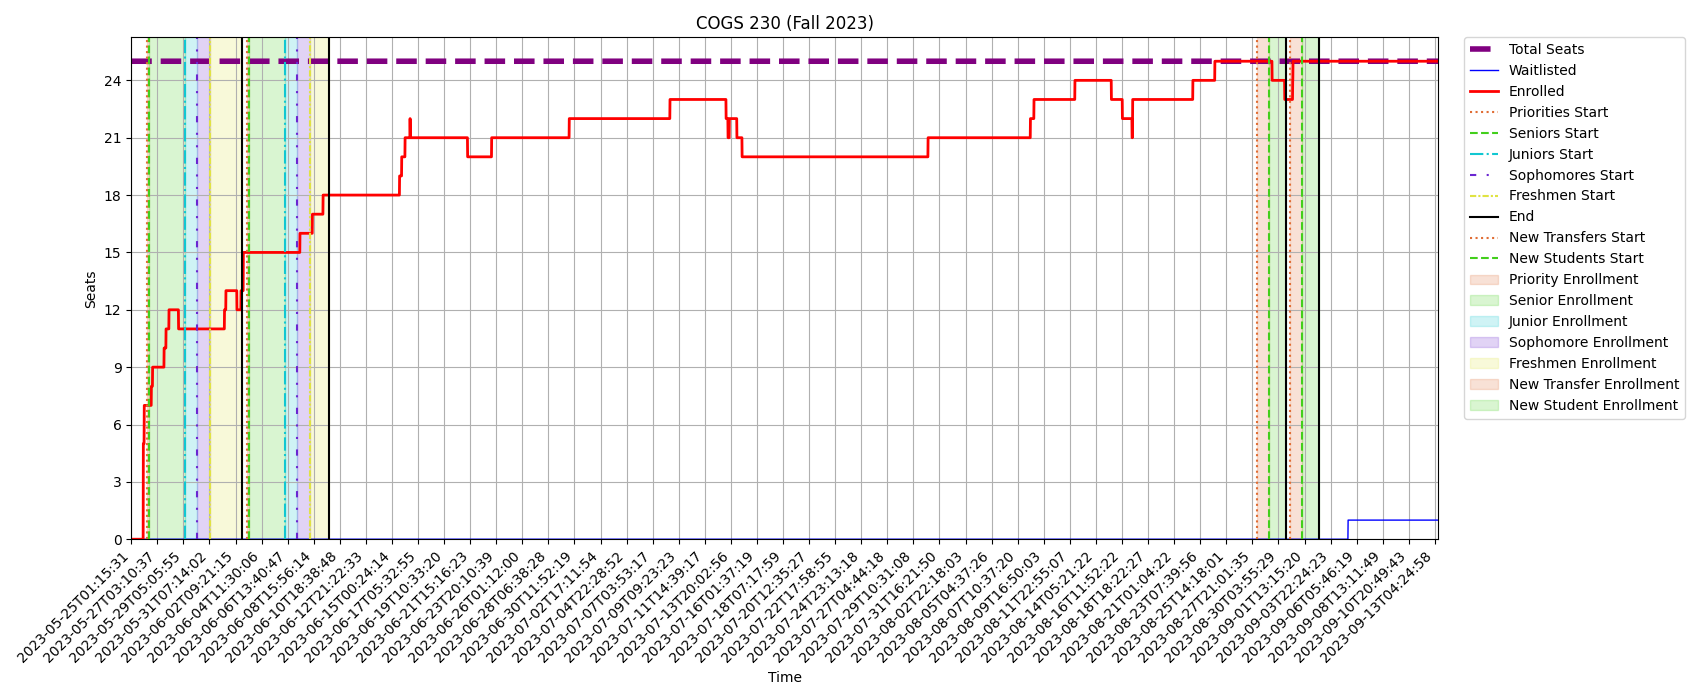 COGS 230 (Fall 2023)
Seats
24
21
18
15
12
9
6
3
0
2023-05-25T01:15:31
2023-05-27T03:10:37
2023-05-29T05:05:55
2023-05-31T07:14:02
2023-06-02T09:21:15
2023-06-04T11:30:06
2023-06-06T13:40:47
2023-06-08T15:56:14
2023-06-10T18:38:48
2023-06-12T21:22:33
2023-06-15T00:24:14
2023-06-17T05:32:55
2023-06-19T10:33:20
2023-06-21T15:16:23
2023-06-23T20:10:39
2023-06-26T01:12:00
2023-06-28T06:38:28
2023-06-30T11:52:19
2023-07-02T17:11:54
2023-07-04T22:28:52
2023-07-07T03:53:17
2023-07-09T09:23:23
2023-07-11T14:39:17
2023-07-13T20:02:56
2023-07-16T01:37:19
2023-07-18T07:17:59
2023-07-20T12:35:27
2023-07-22T17:58:55
2023-07-24T23:13:18
2023-07-27T04:44:18
2023-07-29T10:31:08
2023-07-31T16:21:50
2023-08-02T22:18:03
2023-08-05T04:37:26
2023-08-07T10:37:20
2023-08-09T16:50:03
2023-08-11T22:55:07
2023-08-14T05:21:22
2023-08-16T11:52:22
2023-08-18T18:22:27
2023-08-21T01:04:22
2023-08-23T07:39:56
2023-08-25T14:18:01
2023-08-27T21:01:35
2023-08-30T03:55:29
2023-09-01T13:15:20
2023-09-03T22:24:23
2023-09-06T05:46:19
2023-09-08T13:11:49
2023-09-10T20:49:43
2023-09-13T04:24:58
Time
Total Seats
Waitlisted
Enrolled
Priorities Start
Seniors Start
Juniors Start
Sophomores Start
Freshmen Start
End
New Transfers Start
New Students Start
Priority Enrollment
Senior Enrollment
Junior Enrollment
Sophomore Enrollment
Freshmen Enrollment
New Transfer Enrollment
New Student Enrollment